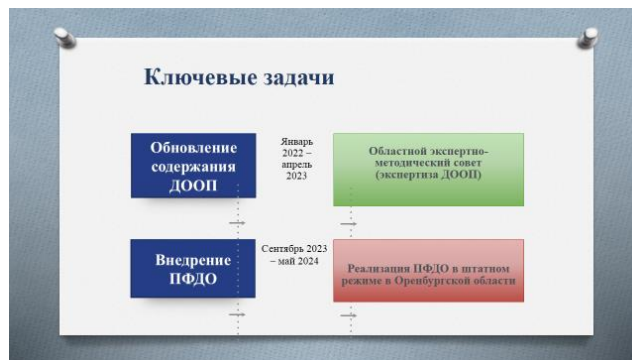 Ключевые задачи
Обновление
содержания
ДООП
Январь
2022 –
апрель
2023
Областной экспертно-
методический совет
(экспертиза ДООП)
Внедрение
ПФДО
Сентябрь 2023
– май 2024
Реализация ПФДО в штатном
режиме в Оренбургской области